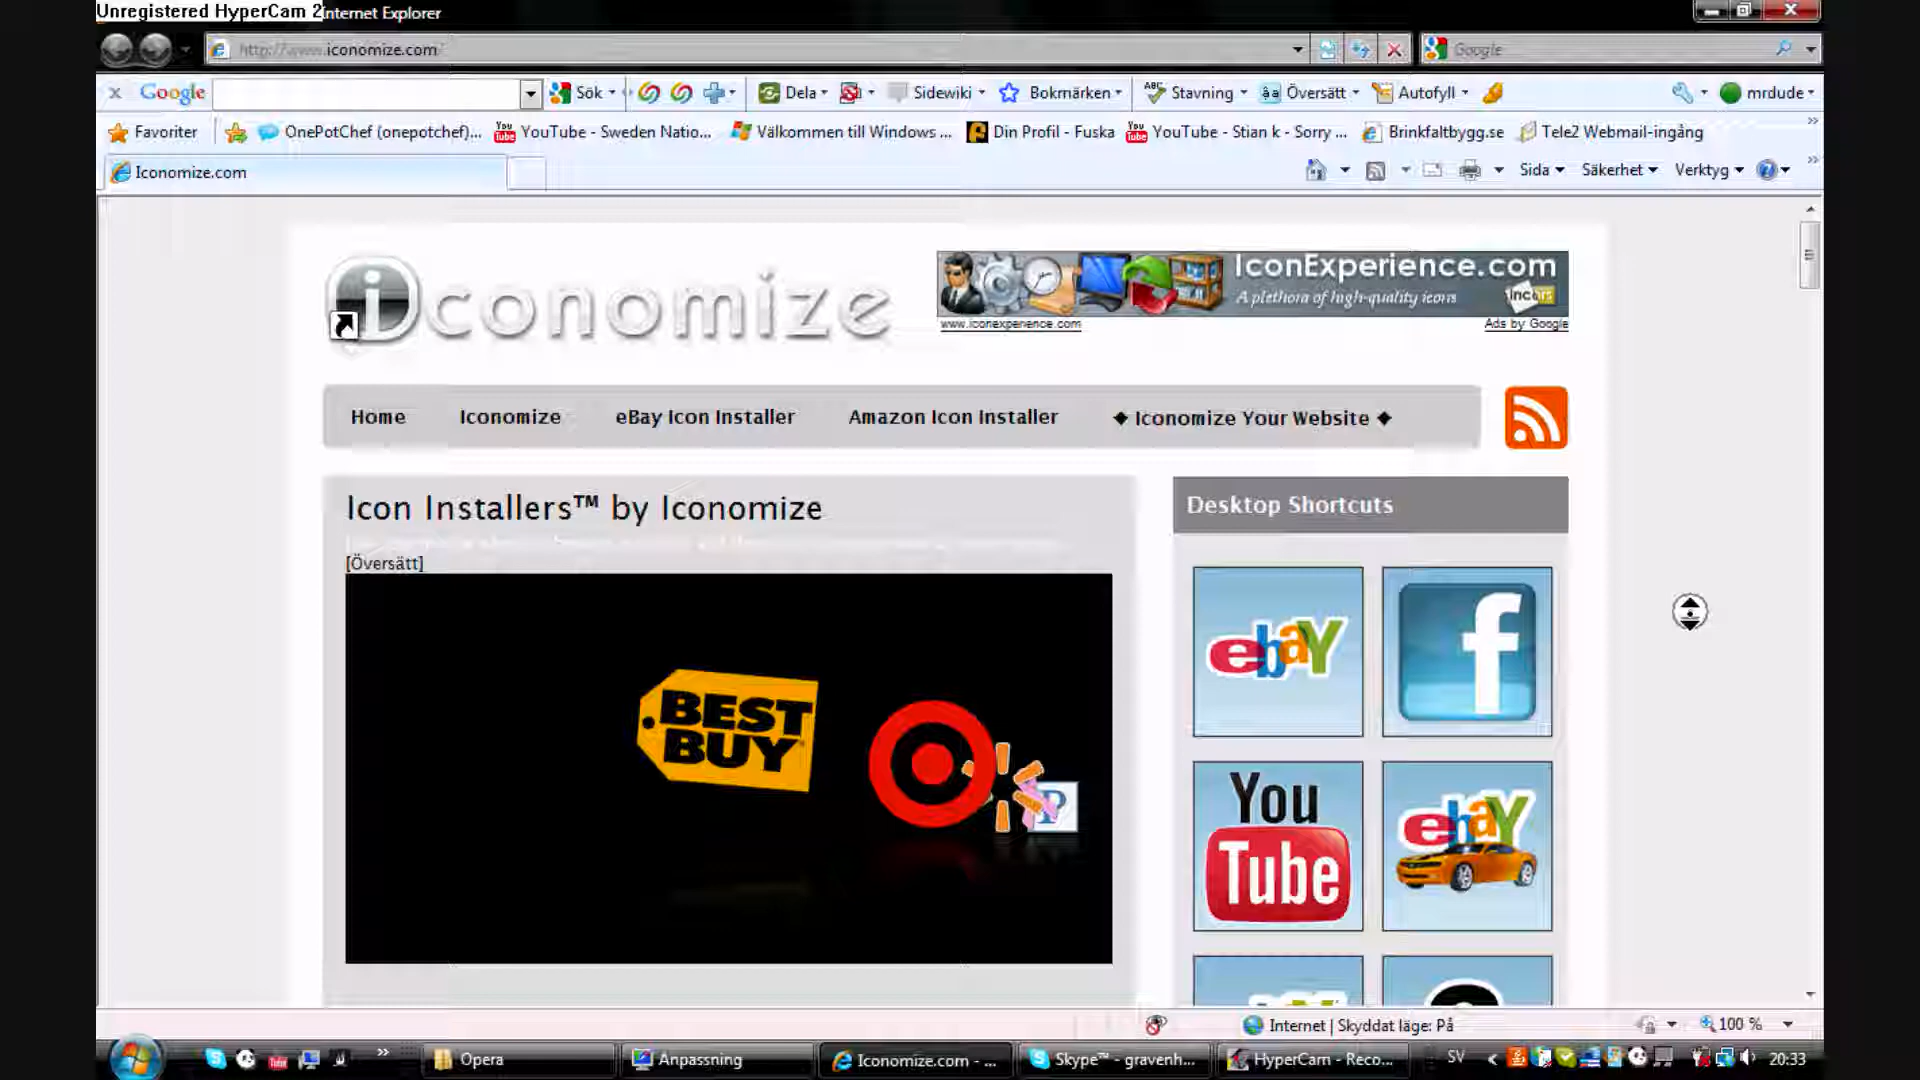 Unregistered HyperCam 2
Internet Explorer
http://www.iconomize.com
Google
Google
Sök
Dela
Sidewiki
Bokmärken
Stavning
Översätt
Autofyll
mrdude
Favoriter
OnePotChef (onepotchef)...
YouTube - Sweden Natio...
Välkommen till Windows ...
Din Profil - Fuska
YouTube - Stian k - Sorry ...
Brinkfaltbygg.se
Tele2 Webmail-ingång
Iconomize.com
Sida
Säkerhet
Verktyg
iconomize
IconExperience.com
A plethora of high-quality icons
incors
www.iconexperience.com
Ads by Google
Home
Iconomize
eBay Icon Installer
Amazon Icon Installer
◆ Iconomize Your Website ◆
Icon Installers™ by Iconomize
[Översätt]
BEST
BUY
P
Desktop Shortcuts
ebaY
f
You
Tube
ebaY
Internet | Skyddat läge: På
100 %
Opera
Anpassning
Iconomize.com - ...
Skype™ - gravenh...
HyperCam - Reco...
SV
20:33